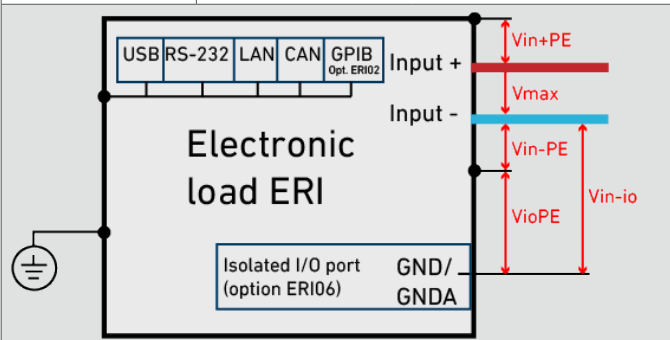 USB RS-232 LAN CAN GPIB
Opt. ERI02
Input +
Input -
Vin+PE
Vmax
Vin-PE
VioPE
Vin-io
Electronic
load ERI
Isolated I/O port
(option ERI06)
GND/
GNDA